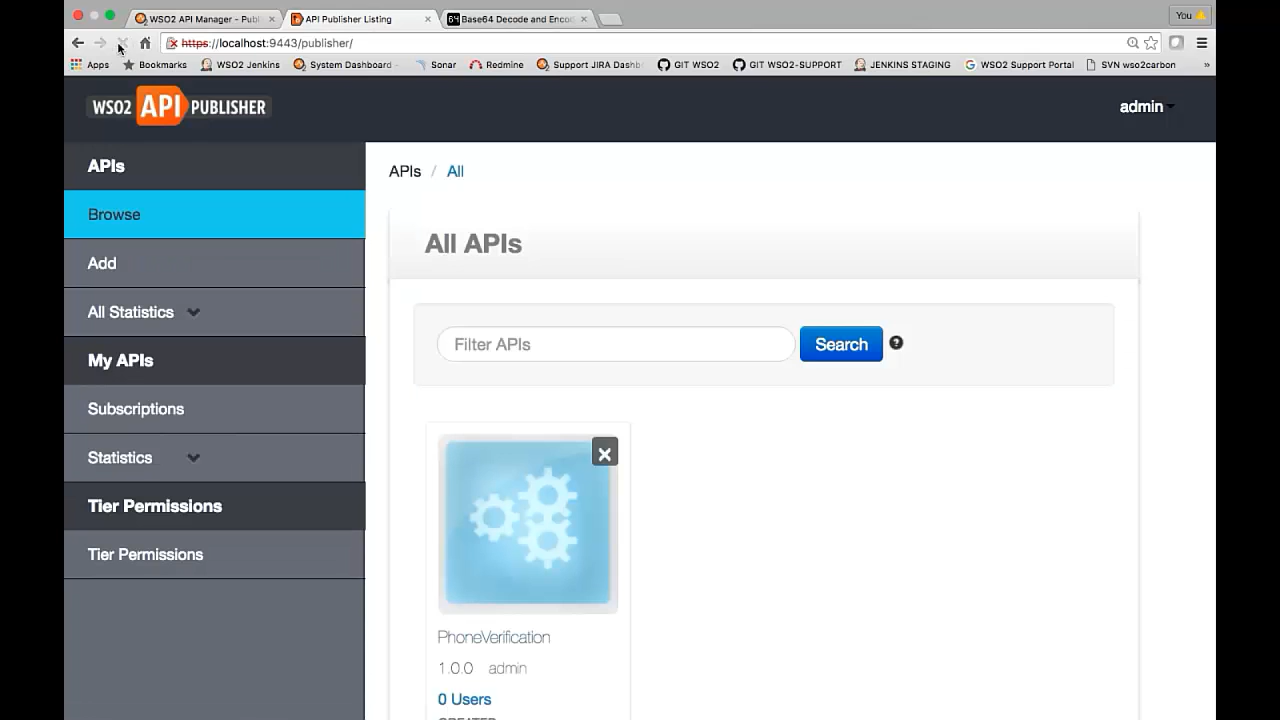 WSO2 API Manager - Publ
API Publisher Listing
Base64 Decode and Enco
You
https://localhost:9443/publisher/
Apps
Bookmarks
WSO2 Jenkins
System Dashboard
Sonar
Redmine
Support JIRA Dashb
GIT WSO2
GIT WSO2-SUPPORT
JENKINS STAGING
WSO2 Support Portal
SVN wso2carbon
»
WSO2 API PUBLISHER
admin
APIs
Browse
Add
All Statistics
My APIs
Subscriptions
Statistics
Tier Permissions
Tier Permissions
APIs / All
All APIs
Filter APIs
Search
PhoneVerification
1.0.0 admin
0 Users
CREATED